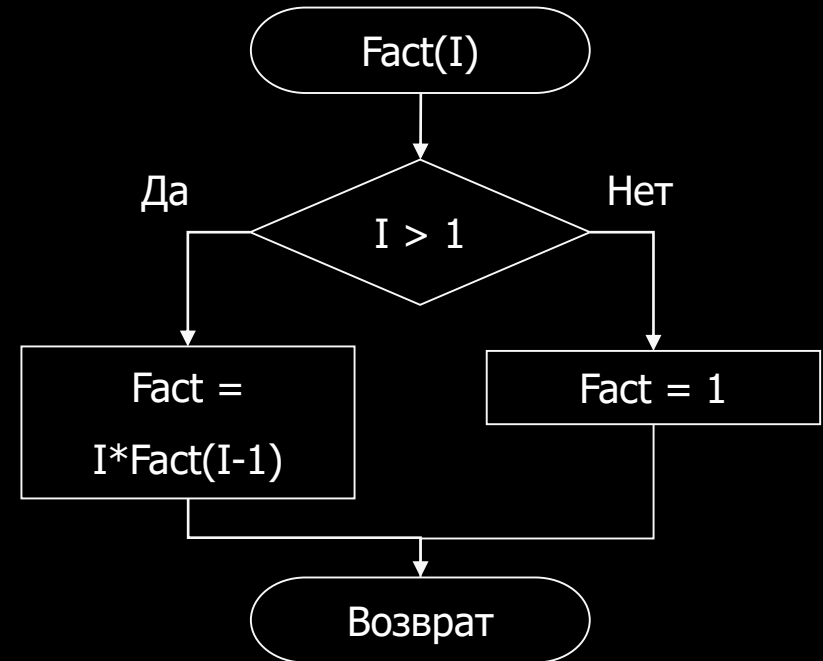 Fact(I)
Да
Нет
I > 1
Fact =
I*Fact(I-1)
Fact = 1
Возврат